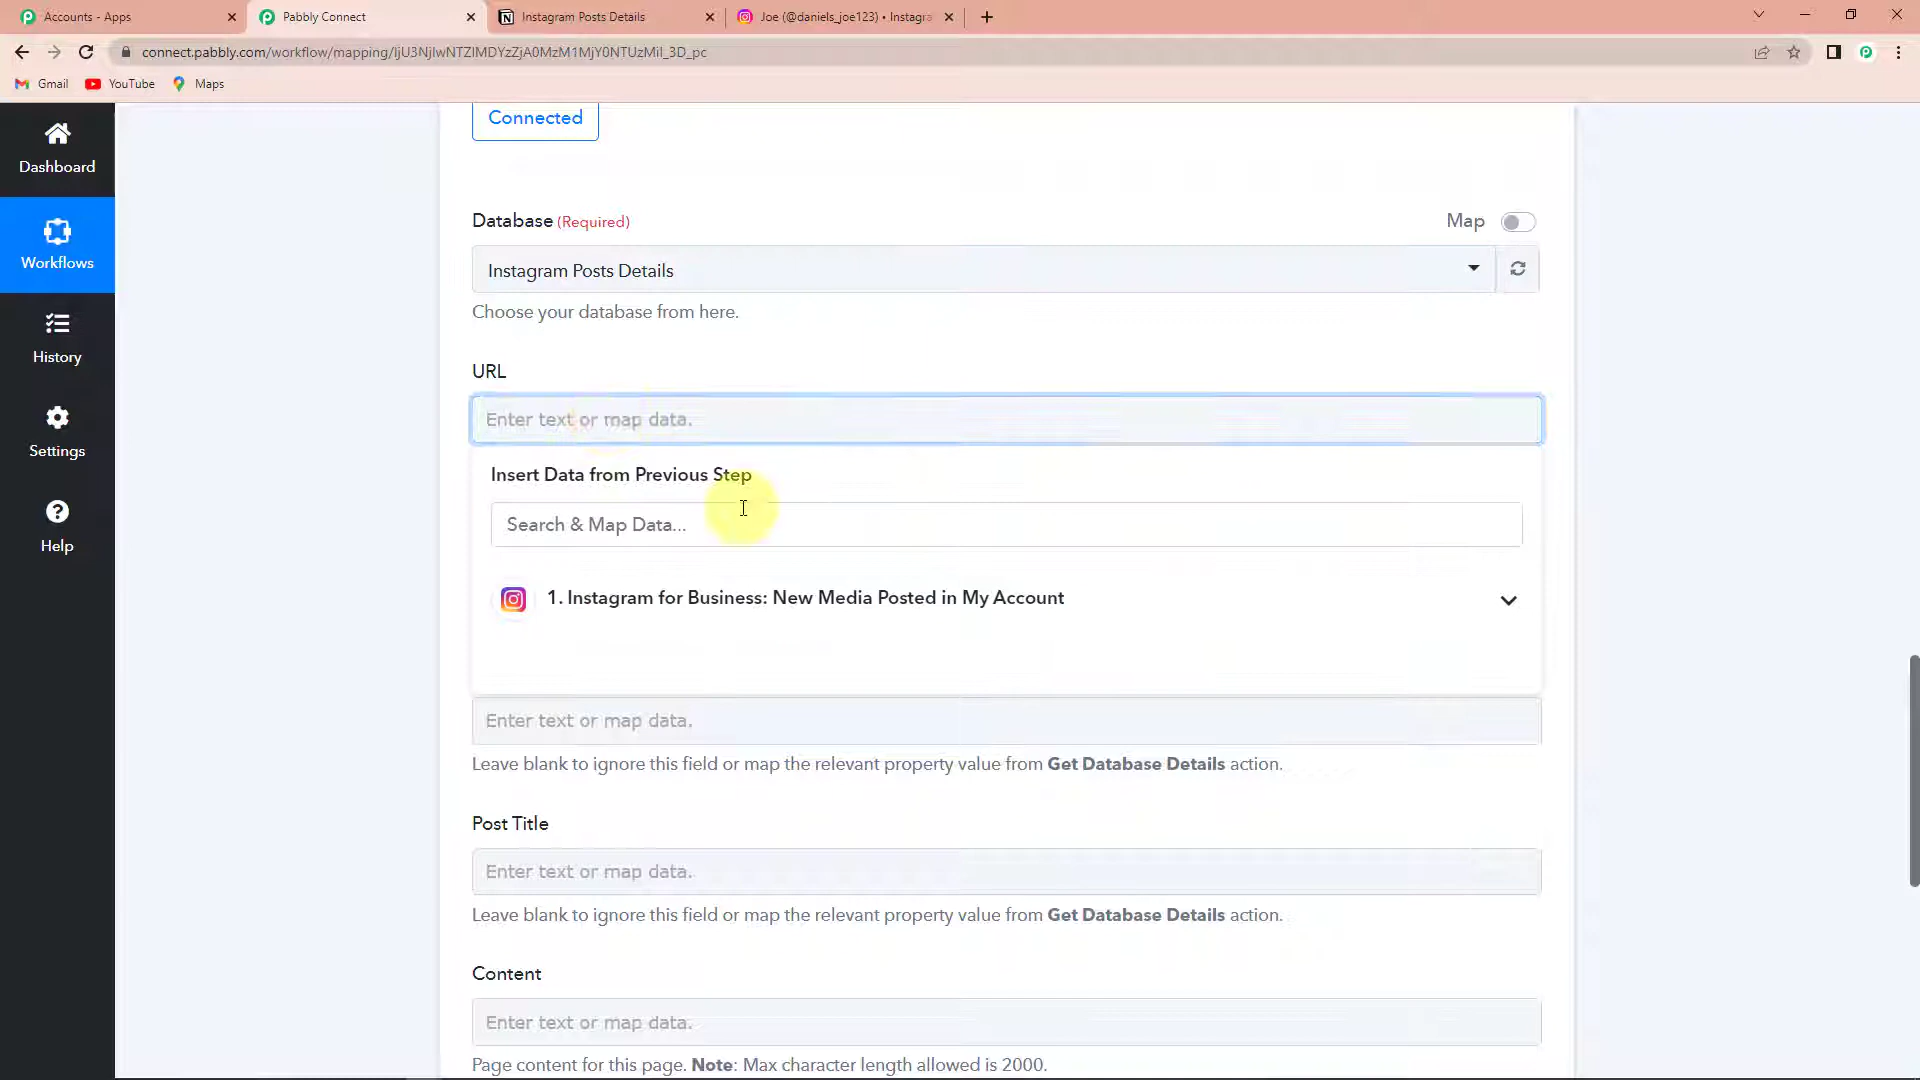 Accounts - Apps
Pabbly Connect
Instagram Posts Details
Joe (@daniels_joe123) • Instagra
Gmail
YouTube
Maps
Dashboard
Workflows
History
Settings
Help
Connected
Database (Required)
Map
Instagram Posts Details
Choose your database from here.
URL
Enter text or map data.
Insert Data from Previous Step
Search & Map Data...
1. Instagram for Business: New Media Posted in My Account
Enter text or map data.
Leave blank to ignore this field or map the relevant property value from Get Database Details action.
Post Title
Enter text or map data.
Leave blank to ignore this field or map the relevant property value from Get Database Details action.
Content
Enter text or map data.
Page content for this page. Note: Max character length allowed is 2000.